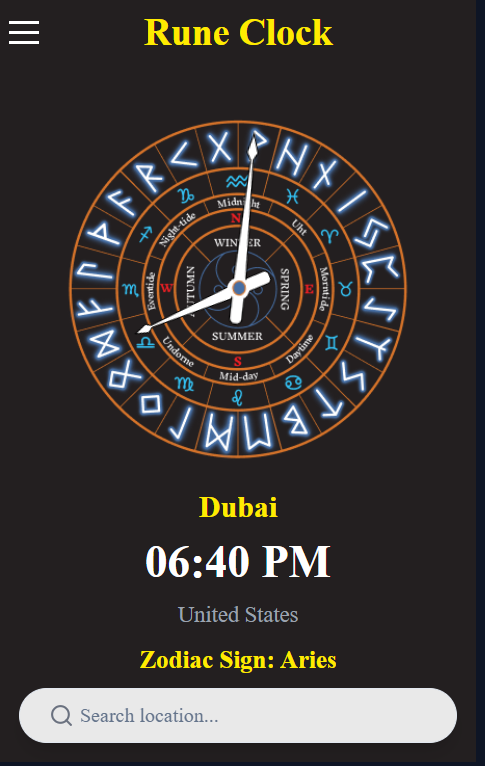 Rune Clock
Midnight
Uht
Morntide
Daytime
Mid-day
Undorne
Eventide
Night-tide
N
E
S
W
WINTER
SPRING
SUMMER
AUTUMN
Dubai
06:40 PM
United States
Zodiac Sign: Aries
Search location...